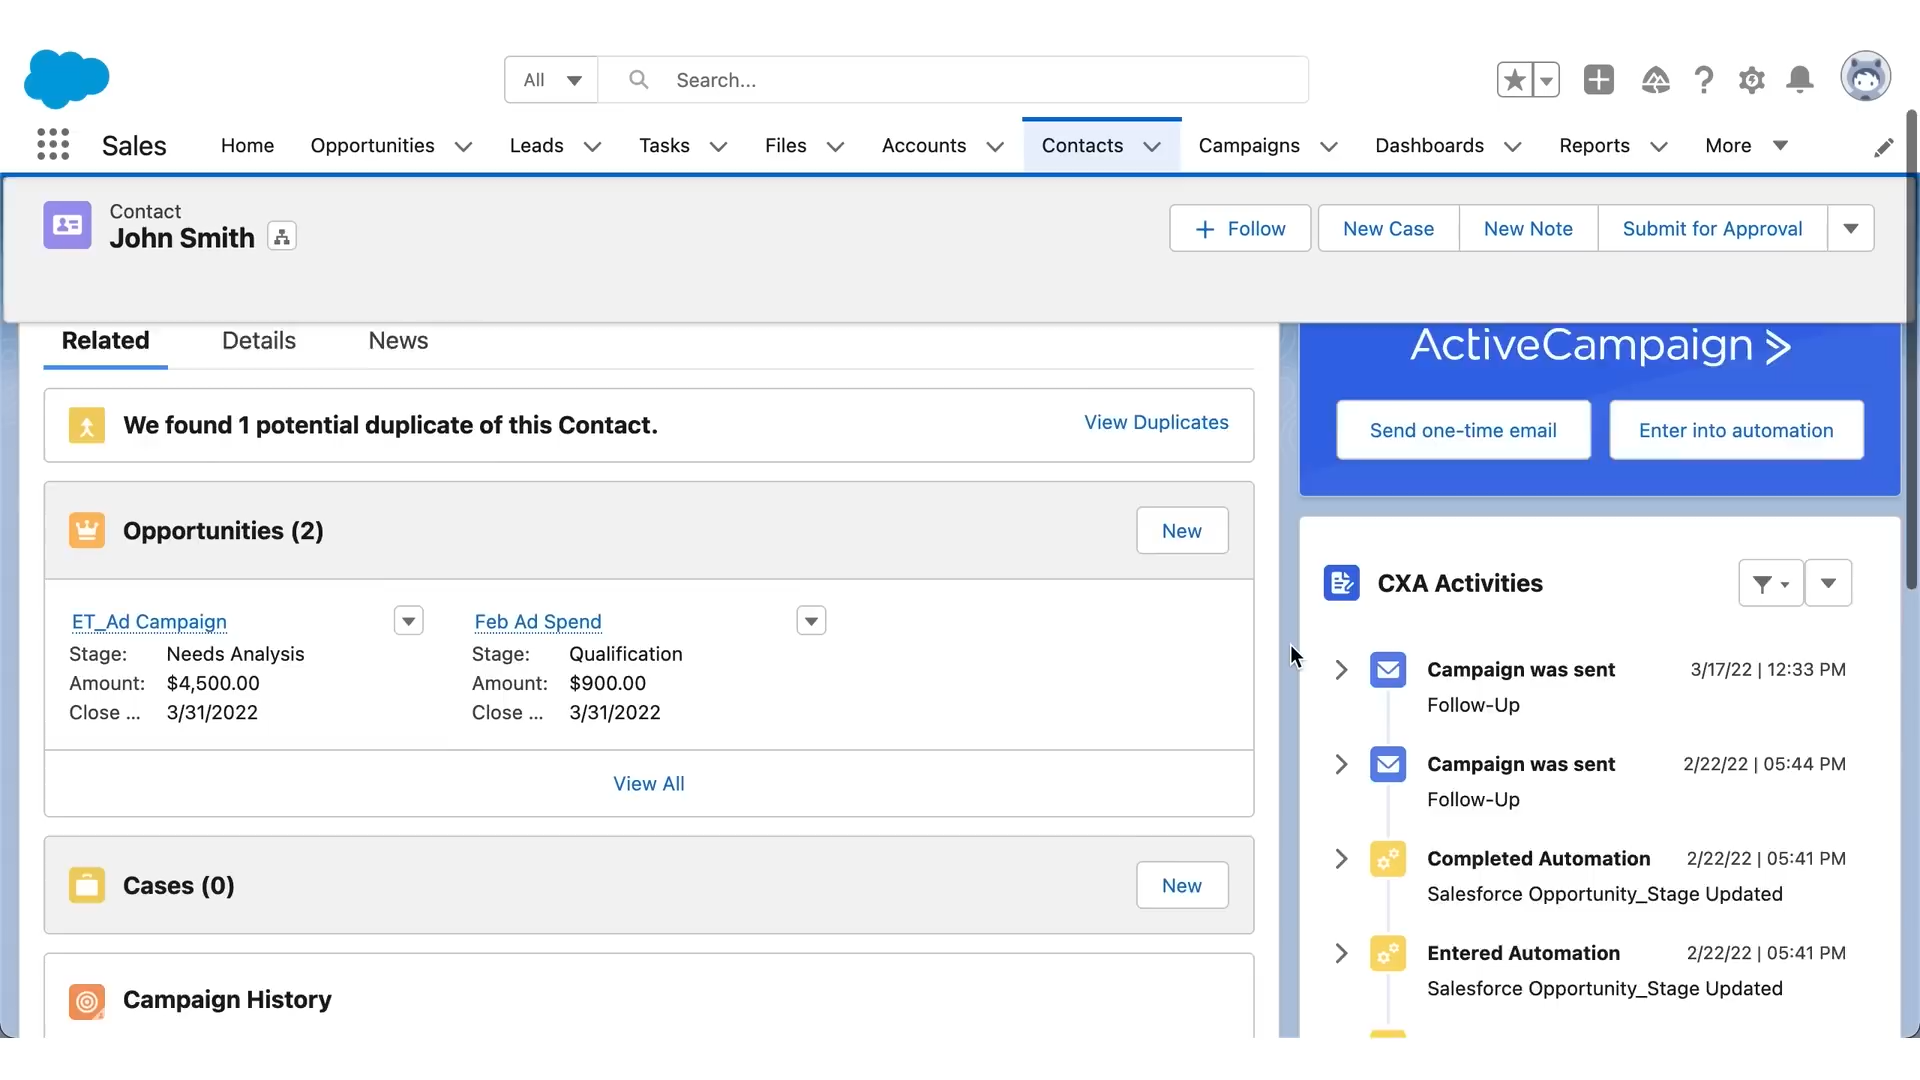 All
Search...
Sales
Home
Opportunities
Leads
Tasks
Files
Accounts
Contacts
Campaigns
Dashboards
Reports
More
Contact
John Smith
Follow
New Case
New Note
Submit for Approval
Related
Details
News
We found 1 potential duplicate of this Contact.
View Duplicates
Opportunities (2)
New
ET_Ad Campaign
Stage: Needs Analysis
Amount: $4,500.00
Close ... 3/31/2022
Feb Ad Spend
Stage: Qualification
Amount: $900.00
Close ... 3/31/2022
View All
Cases (0)
New
Campaign History
ActiveCampaign
Send one-time email
Enter into automation
CXA Activities
Campaign was sent 3/17/22 | 12:33 PM
Follow-Up
Campaign was sent 2/22/22 | 05:44 PM
Follow-Up
Completed Automation 2/22/22 | 05:41 PM
Salesforce Opportunity_Stage Updated
Entered Automation 2/22/22 | 05:41 PM
Salesforce Opportunity_Stage Updated